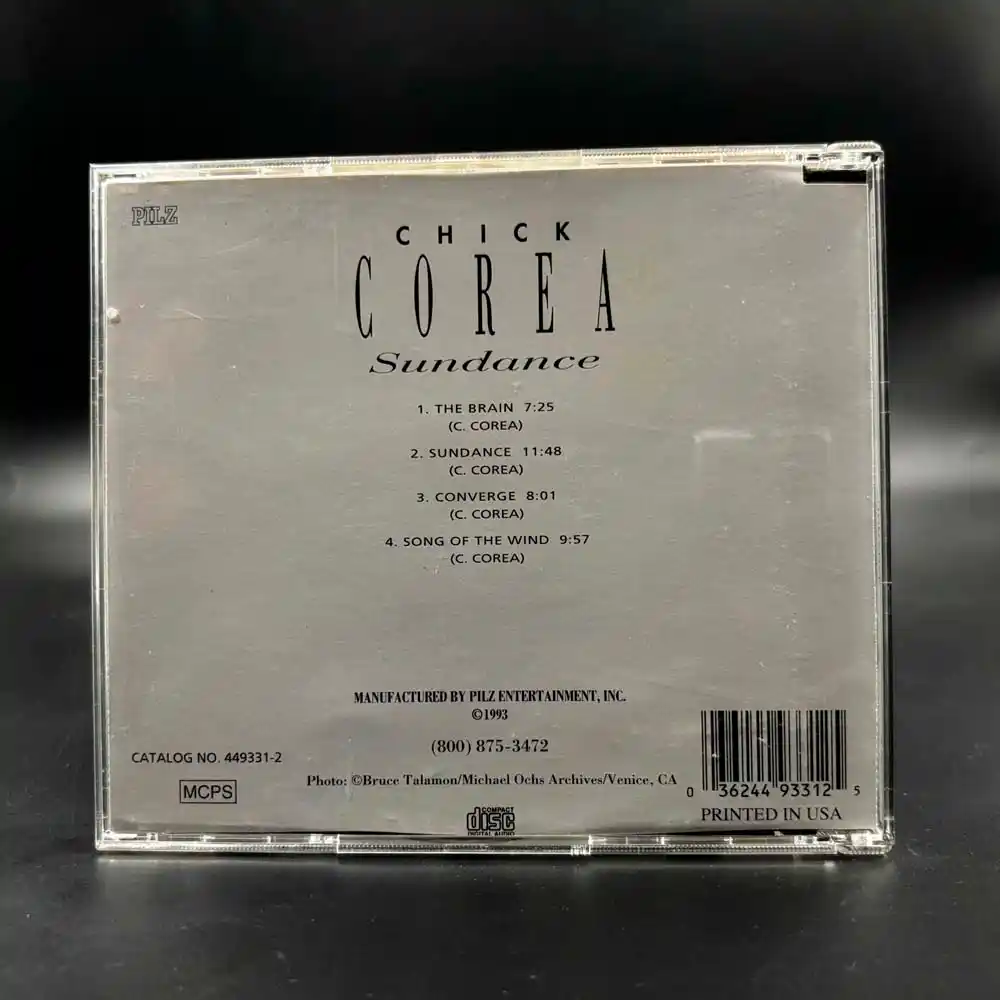 PILZ
CHICK
COREA
Sundance
1. THE BRAIN 7:25
(C. COREA)
2. SUNDANCE 11:48
(C. COREA)
3. CONVERGE 8:01
(C. COREA)
4. SONG OF THE WIND 9:57
(C. COREA)
MANUFACTURED BY PILZ ENTERTAINMENT, INC.
©1993
(800) 875-3472
CATALOG NO. 449331-2
MCPS
Photo: ©Bruce Talamon/Michael Ochs Archives/Venice, CA
COMPACT
disc
DIGITAL AUDIO
0 36244 93312 5
PRINTED IN USA